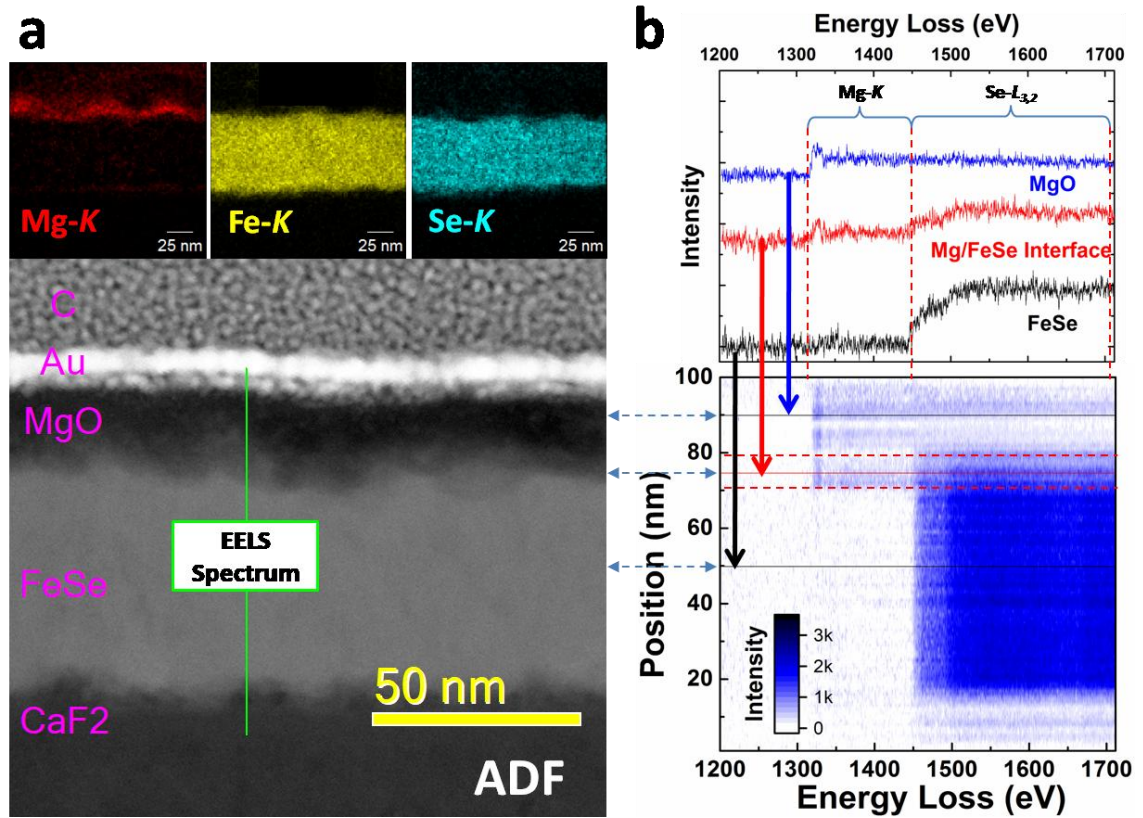 a
Mg-K
25 nm
Fe-K
25 nm
Se-K
25 nm
C
Au
MgO
FeSe
CaF2
EELS
Spectrum
50 nm
ADF
b
Energy Loss (eV)
1200 1300 1400 1500 1600 1700
Mg-K
Se-L3,2
Intensity
MgO
Mg/FeSe Interface
FeSe
Position (nm)
100
80
60
40
20
Intensity
3k
2k
1k
0
1200 1300 1400 1500 1600 1700
Energy Loss (eV)